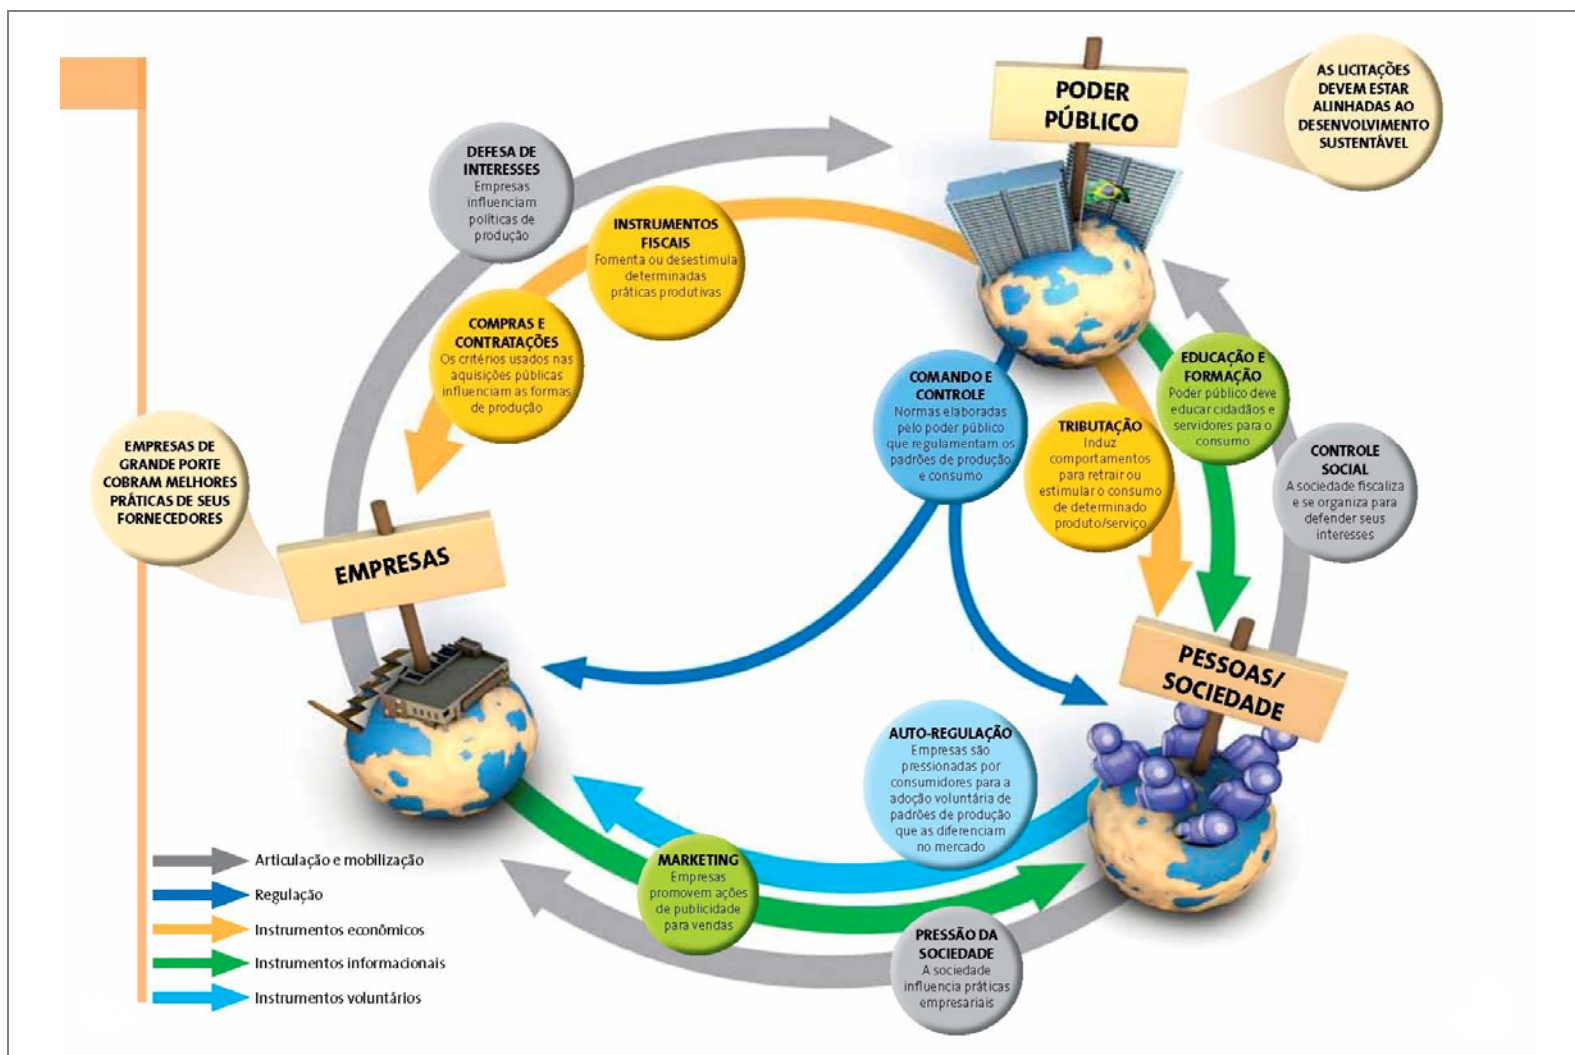 PODER
PÚBLICO
AS LICITAÇÕES
DEVEM ESTAR
ALINHADAS AO
DESENVOLVIMENTO
SUSTENTÁVEL
DEFESA DE
INTERESSES
Empresas
influenciam
políticas de
produção
INSTRUMENTOS
FISCAIS
Fomenta ou desestimula
determinadas
práticas produtivas
COMPRAS E
CONTRATAÇÕES
Os critérios usados nas
aquisições públicas
influenciam as formas
de produção
COMANDO E
CONTROLE
Normas elaboradas
pelo poder público
que regulamentam os
padrões de produção
e consumo
TRIBUTAÇÃO
Induz
comportamentos
para retrair ou
estimular o consumo
de determinado
produto/serviço
EDUCAÇÃO E
FORMAÇÃO
Poder público deve
educar cidadãos e
servidores para o
consumo
CONTROLE
SOCIAL
A sociedade fiscaliza
e se organiza para
defender seus
interesses
EMPRESAS DE
GRANDE PORTE
COBRAM MELHORES
PRÁTICAS DE SEUS
FORNECEDORES
EMPRESAS
PESSOAS/
SOCIEDADE
AUTO-REGULAÇÃO
Empresas são
pressionadas por
consumidores para a
adoção voluntária de
padrões de produção
que as diferenciam
no mercado
MARKETING
Empresas
promovem ações
de publicidade
para vendas
PRESSÃO DA
SOCIEDADE
A sociedade
influencia práticas
empresariais
Articulação e mobilização
Regulação
Instrumentos econômicos
Instrumentos informacionais
Instrumentos voluntários